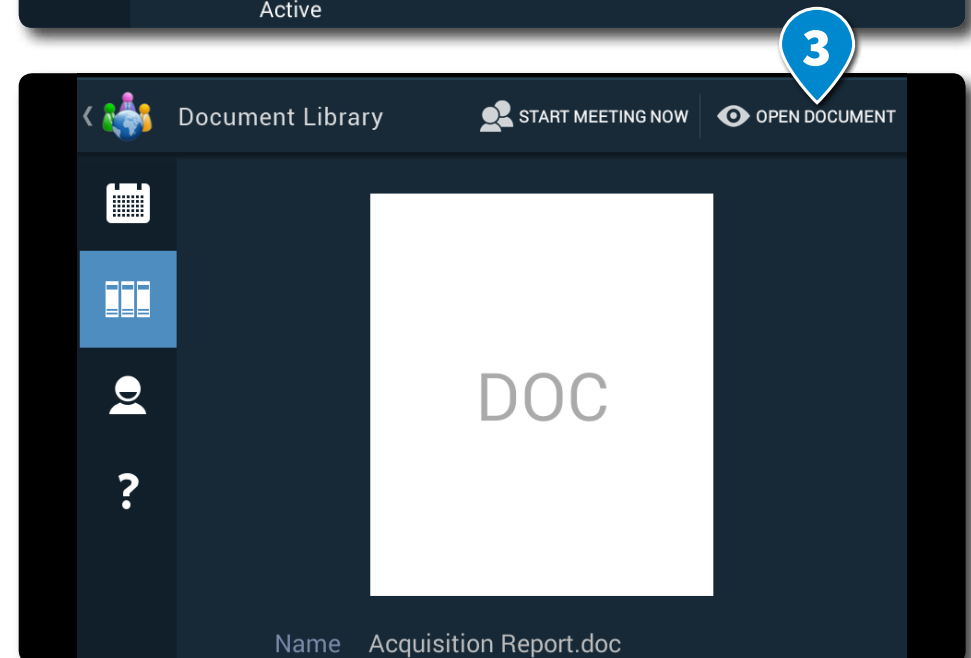 Active
3
Document Library START MEETING NOW OPEN DOCUMENT
DOC
?
Name Acquisition Report.doc